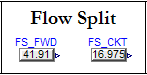 Flow Split
FS_FWD FS_CKT
41.91 16.975